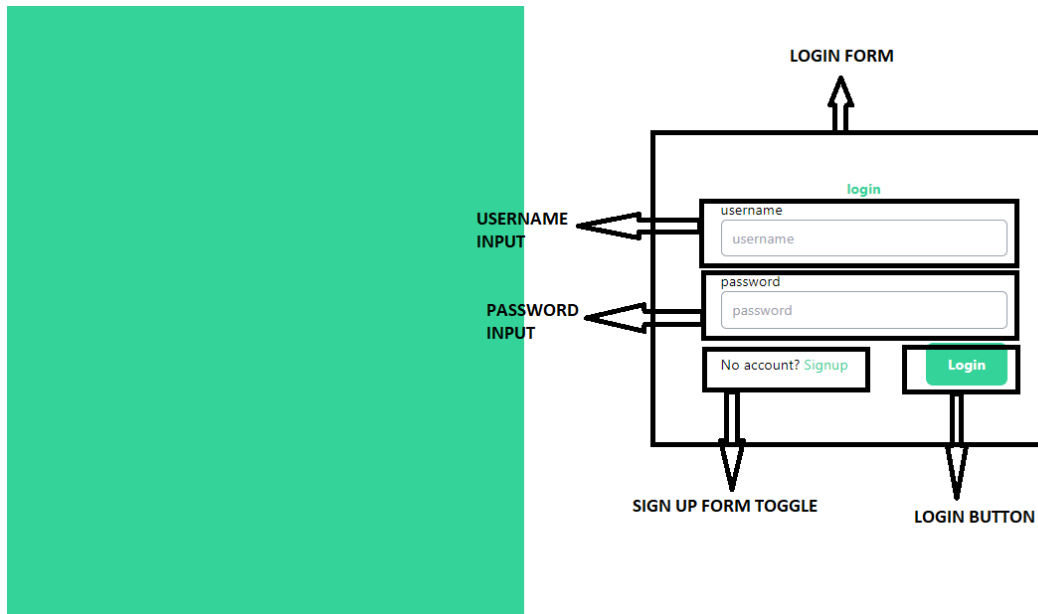 LOGIN FORM
login
USERNAME
INPUT
username
username
PASSWORD
INPUT
password
password
No account? Signup
Login
SIGN UP FORM TOGGLE
LOGIN BUTTON